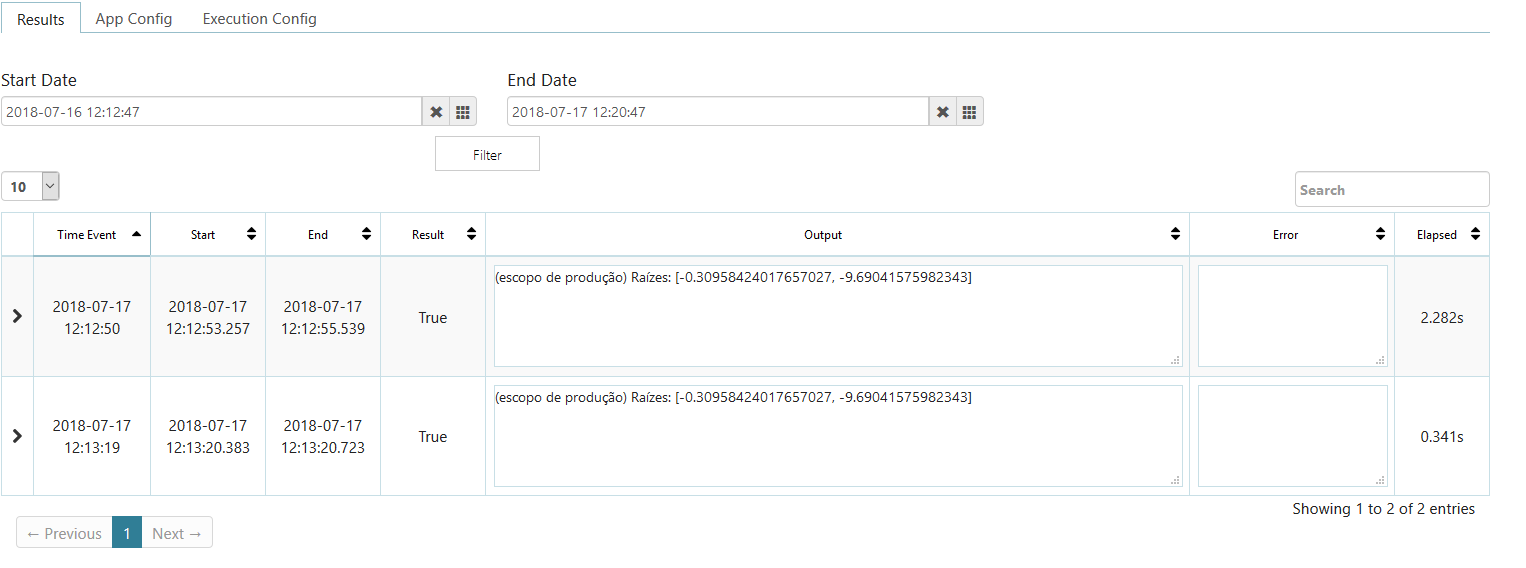 Results App Config Execution Config
Start Date End Date
2018-07-16 12:12:47 2018-07-17 12:20:47
Filter
10 Search
Time Event Start End Result Output Error Elapsed
2018-07-17 12:12:50 2018-07-17 12:12:53.257 2018-07-17 12:12:55.539 True (escopo de produção) Raízes: [-0.30958424017657027, -9.69041575982343] 2.282s
2018-07-17 12:13:19 2018-07-17 12:13:20.383 2018-07-17 12:13:20.723 True (escopo de produção) Raízes: [-0.30958424017657027, -9.69041575982343] 0.341s
Showing 1 to 2 of 2 entries
← Previous 1 Next →